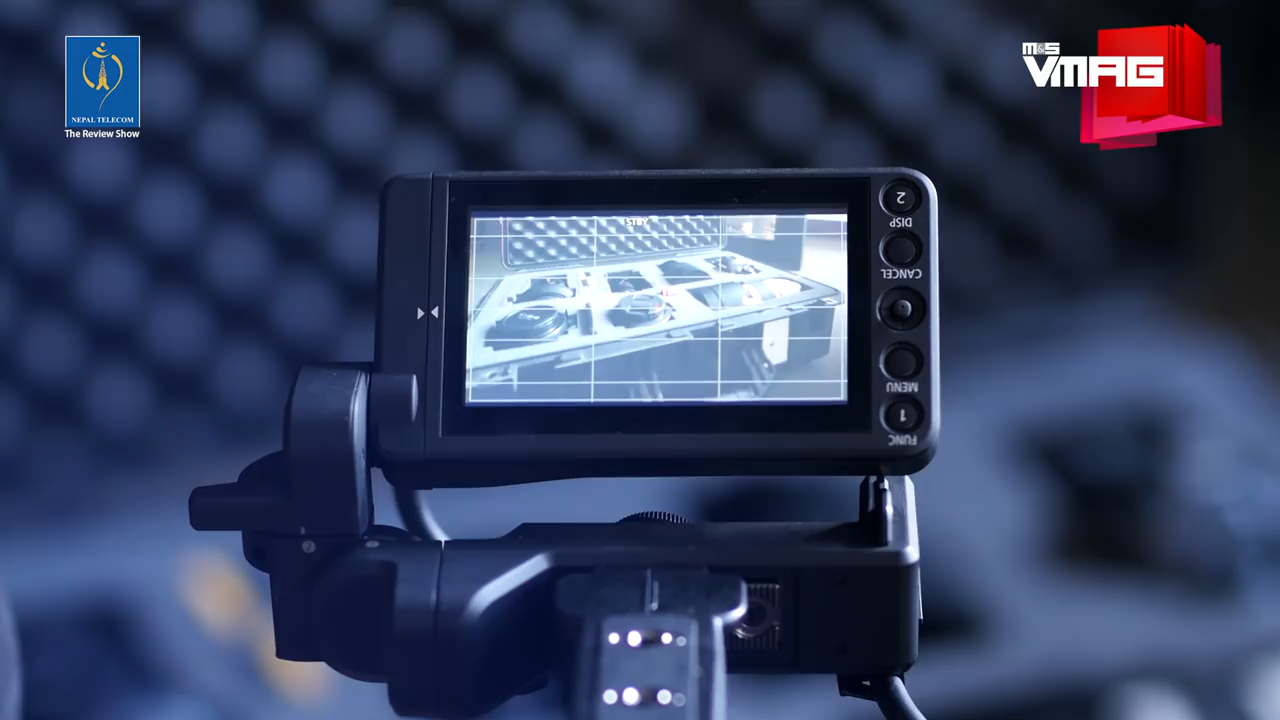 NEPAL TELECOM
The Review Show
M&S
VMAG
STBY
2
DISP
CANCEL
MENU
1
FUNC